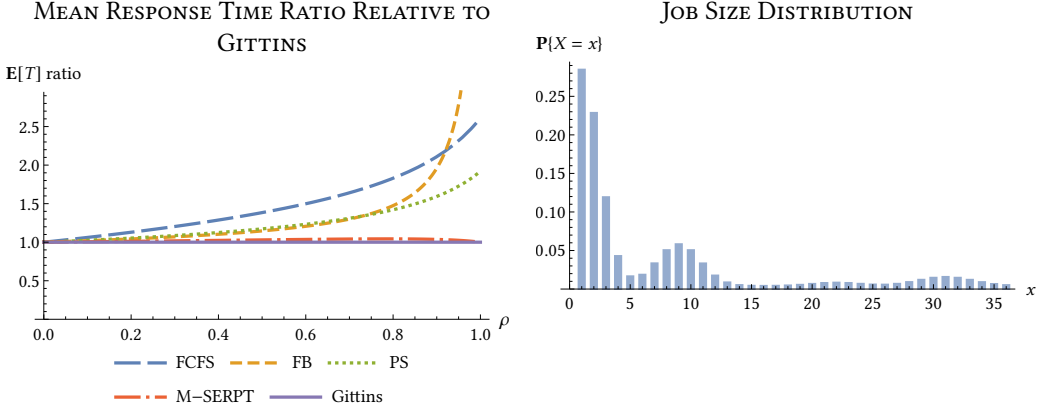 MEAN RESPONSE TIME RATIO RELATIVE TO
GITTINS
E[T] ratio
2.5
2.0
1.5
1.0
0.5
0.0 0.2 0.4 0.6 0.8 1.0 ρ
FCFS FB PS
M−SERPT Gittins
JOB SIZE DISTRIBUTION
P{X = x}
0.25
0.20
0.15
0.10
0.05
0 5 10 15 20 25 30 35 x